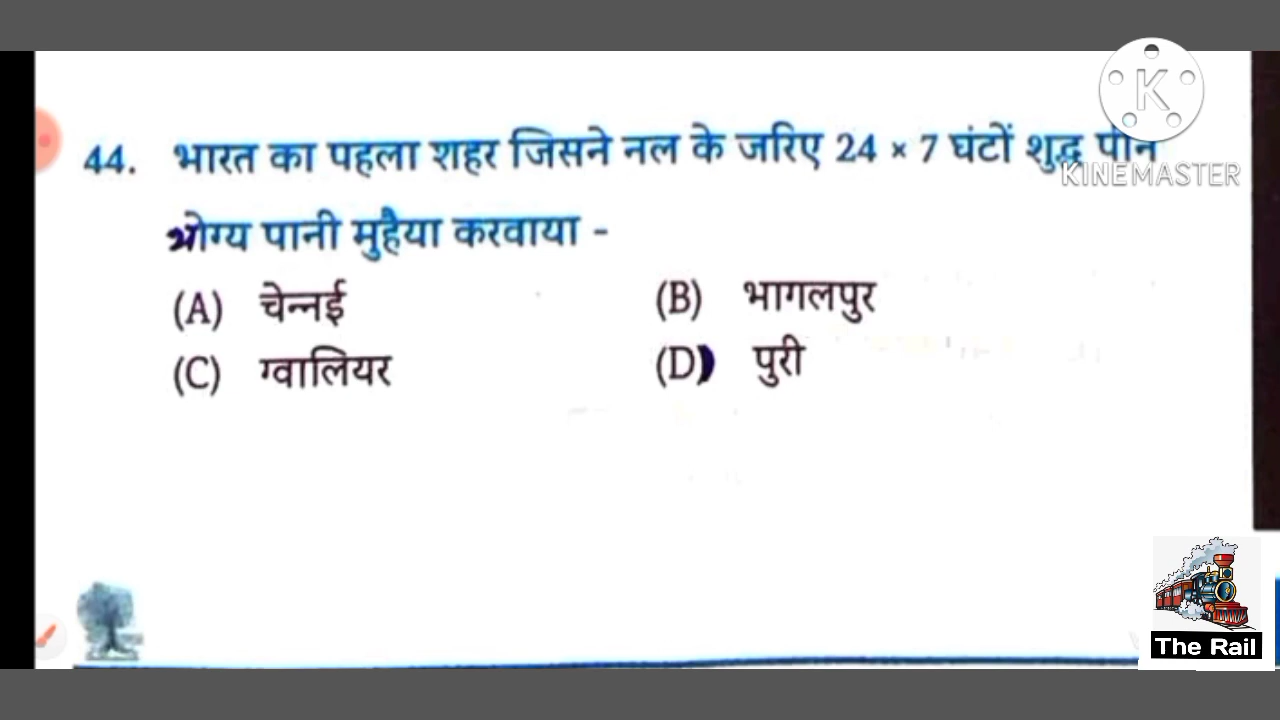 44. भारत का पहला शहर जिसने नल के जरिए 24 × 7 घंटों शुद्ध पीने
K
KINEMASTER
भोग्य पानी मुहैया करवाया -
(A) चेन्नई (B) भागलपुर
(C) ग्वालियर (D) पुरी
The Rail